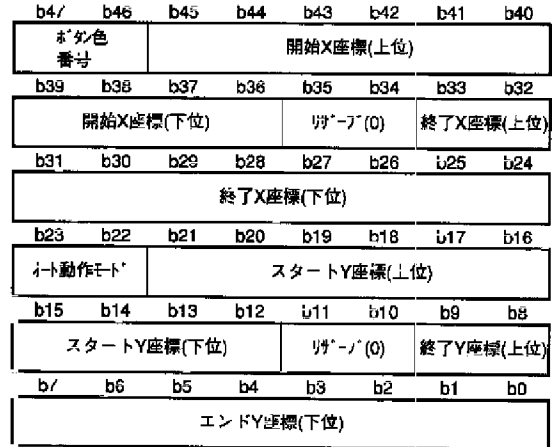 b47 b46 b45 b44 b43 b42 b41 b40
ボタン色
番号
開始X座標(上位)
b39 b38 b37 b36 b35 b34 b33 b32
開始X座標(下位) リザーブ(0) 終了X座標(上位)
b31 b30 b29 b28 b27 b26 b25 b24
終了X座標(下位)
b23 b22 b21 b20 b19 b18 b17 b16
オート動作モード スタートY座標(上位)
b15 b14 b13 b12 b11 b10 b9 b8
スタートY座標(下位) リザーブ(0) 終了Y座標(上位)
b7 b6 b5 b4 b3 b2 b1 b0
エンドY座標(下位)